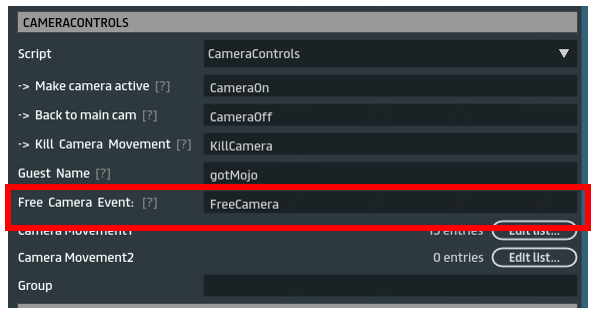 CAMERACONTROLS
Script CameraControls
-> Make camera active [?] CameraOn
-> Back to main cam [?] CameraOff
-> Kill Camera Movement [?] KillCamera
Guest Name [?] gotMojo
Free Camera Event: [?] FreeCamera
Camera Movement1 15 entries Edit list...
Camera Movement2 0 entries Edit list...
Group